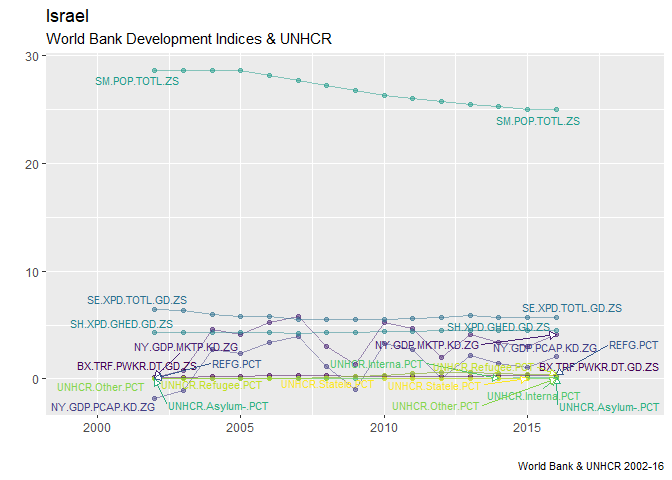 Israel
World Bank Development Indices & UNHCR
30
SM.POP.TOTL.ZS
SM.POP.TOTL.ZS
20
10
SE.XPD.TOTL.GD.ZS
SE.XPD.TOTL.GD.ZS
SH.XPD.GHED.GD.ZS
SH.XPD.GHED.GD.ZS
NY.GDP.MKTP.KD.ZG
NY.GDP.MKTP.KD.ZG
NY.GDP.PCAP.KD.ZG
REFG.PCT
BX.TRF.PWKR.DT.GD.ZS
REFG.PCT
UNHCR.Interna.PCT
UNHCR.Refugee.PCT
BX.TRF.PWKR.DT.GD.ZS
0
UNHCR.Other.PCT
UNHCR.Refugee.PCT
UNHCR.Statele.PCT
UNHCR.Statele.PCT
UNHCR.Interna.PCT
NY.GDP.PCAP.KD.ZG
UNHCR.Asylum-.PCT
UNHCR.Other.PCT
UNHCR.Asylum-.PCT
2000
2005
2010
2015
World Bank & UNHCR 2002-16